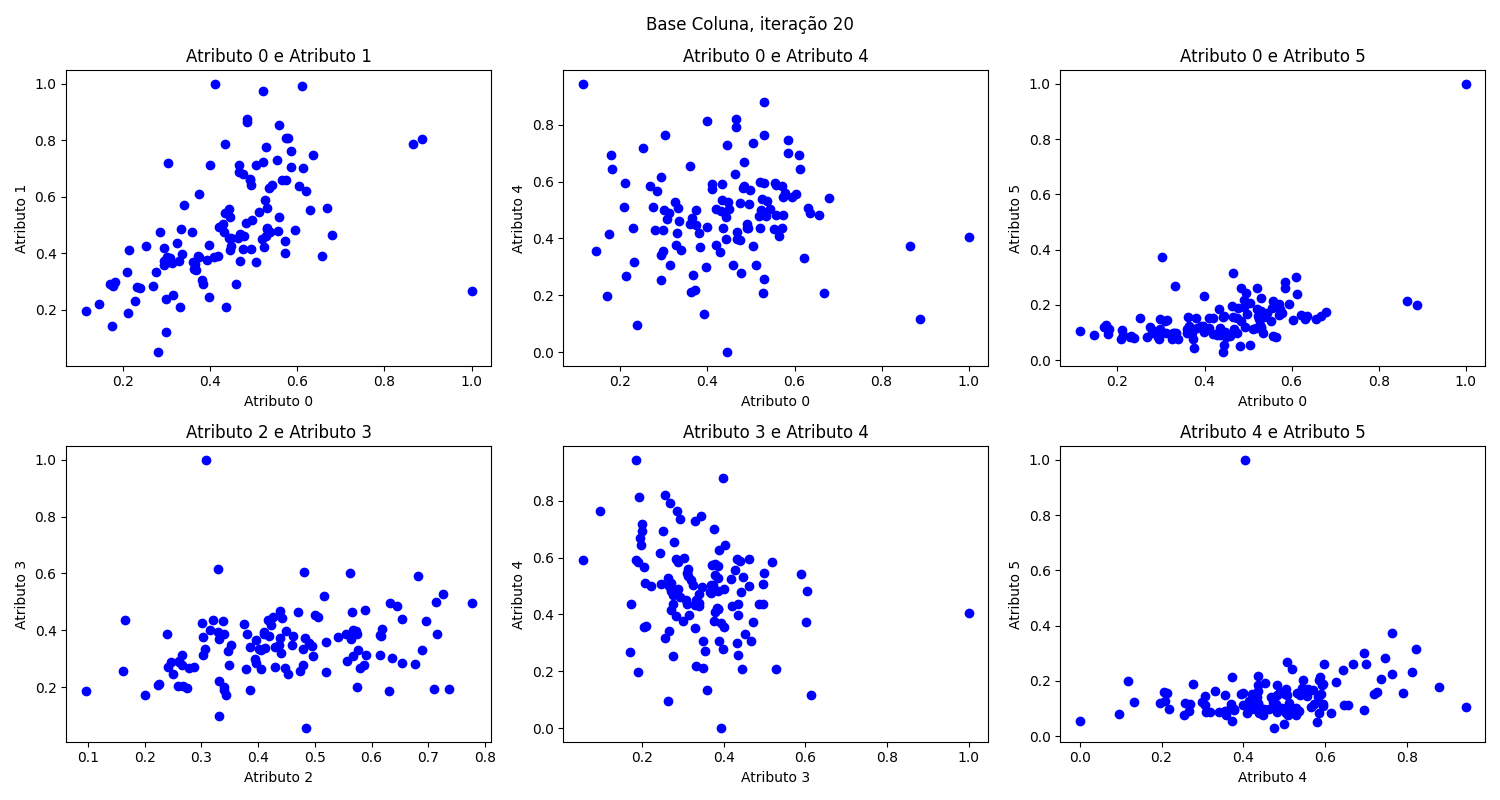 Base Coluna, iteração 20
Atributo 0 e Atributo 1
Atributo 1
1.0
0.8
0.6
0.4
0.2
0.2 0.4 0.6 0.8 1.0
Atributo 0
Atributo 0 e Atributo 4
Atributo 4
0.8
0.6
0.4
0.2
0.0
0.2 0.4 0.6 0.8 1.0
Atributo 0
Atributo 0 e Atributo 5
Atributo 5
1.0
0.8
0.6
0.4
0.2
0.0
0.2 0.4 0.6 0.8 1.0
Atributo 0
Atributo 2 e Atributo 3
Atributo 3
1.0
0.8
0.6
0.4
0.2
0.1 0.2 0.3 0.4 0.5 0.6 0.7 0.8
Atributo 2
Atributo 3 e Atributo 4
Atributo 4
0.8
0.6
0.4
0.2
0.0
0.2 0.4 0.6 0.8 1.0
Atributo 3
Atributo 4 e Atributo 5
Atributo 5
1.0
0.8
0.6
0.4
0.2
0.0
0.0 0.2 0.4 0.6 0.8
Atributo 4